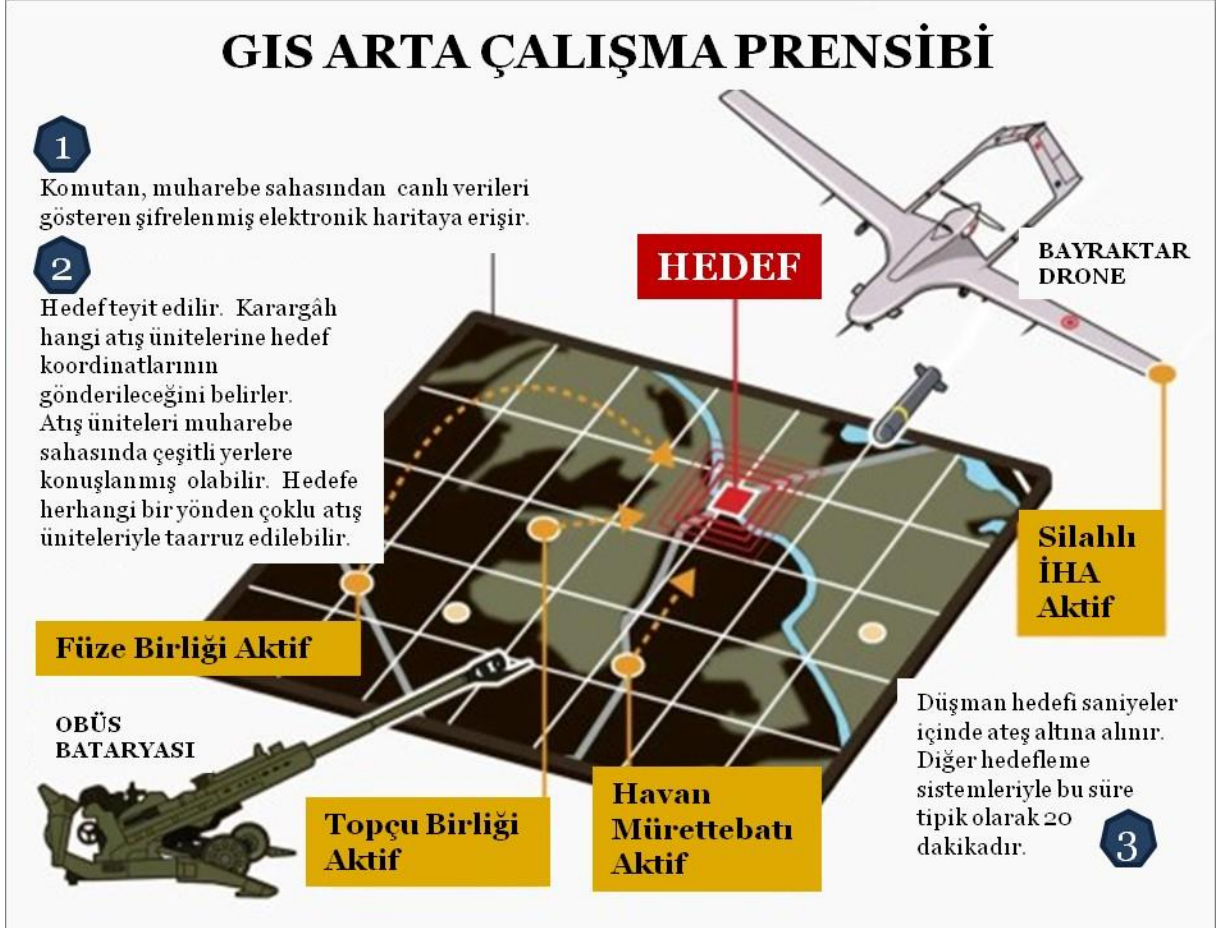 GIS ARTA ÇALIŞMA PRENSİBİ
1
Komutan, muharebe sahasından canlı verileri
gösteren şifrelenmiş elektronik haritaya erişir.
2
Hedef teyit edilir. Karargâh
hangi atış ünitelerine hedef
koordinatlarının
gönderileceğini belirler.
Atış üniteleri muharebe
sahasında çeşitli yerlere
konuşlanmış olabilir. Hedefe
herhangi bir yönden çoklu atış
üniteleriyle taarruz edilebilir.
HEDEF
BAYRAKTAR
DRONE
Silahlı
İHA
Aktif
Füze Birliği Aktif
OBÜS
BATARYASI
Topçu Birliği
Aktif
Havan
Mürettebatı
Aktif
Düşman hedefi saniyeler
içinde ateş altına alınır.
Diğer hedefleme
sistemleriyle bu süre
tipik olarak 20
dakikadır.
3